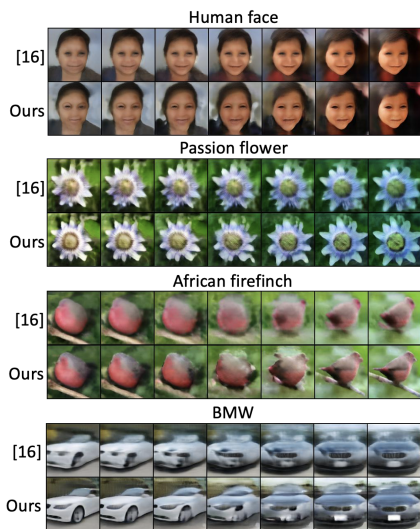 Human face
[16]
Ours
Passion flower
[16]
Ours
African firefinch
[16]
Ours
BMW
[16]
Ours